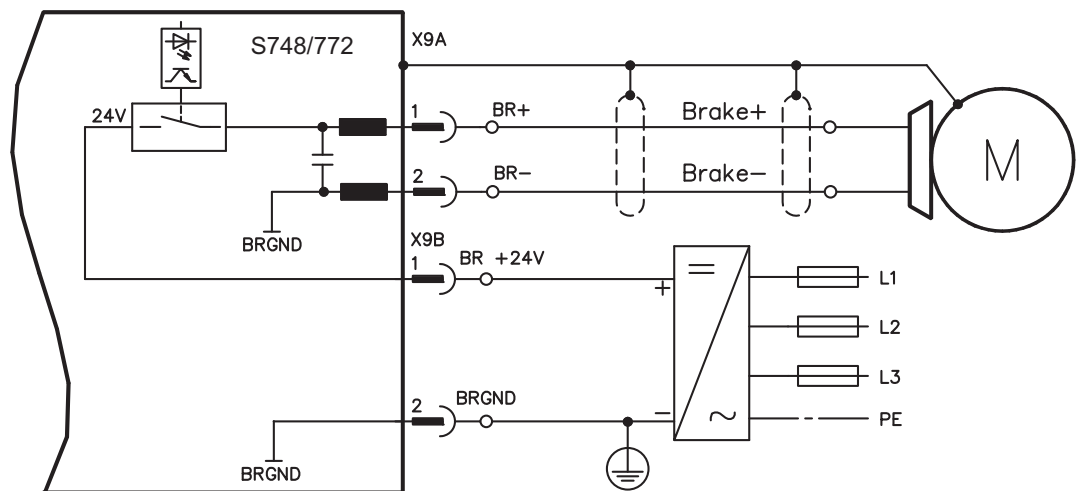 S748/772
X9A
24V
1
BR+
Brake+
M
2
BR-
Brake-
BRGND
X9B
1
BR +24V
+
L1
L2
L3
2
BRGND
-
PE
BRGND